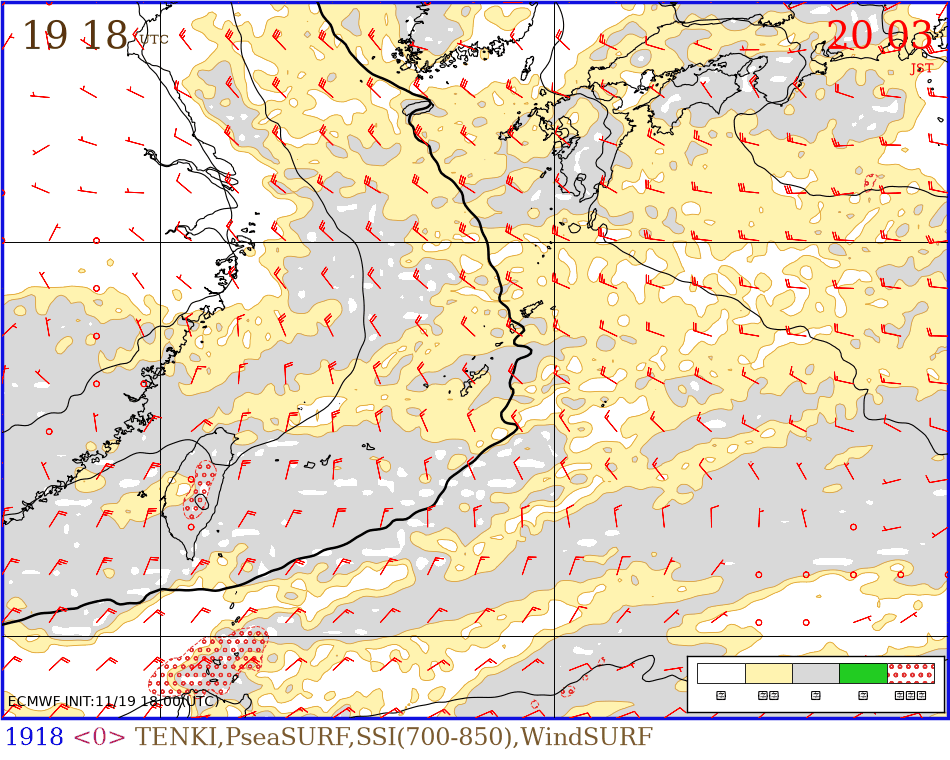 19 18 UTC 20 03
JST
ECMWF INIT:11/19 18:00(UTC)
1918 <0> TENKI,PseaSURF,SSI(700-850),WindSURF